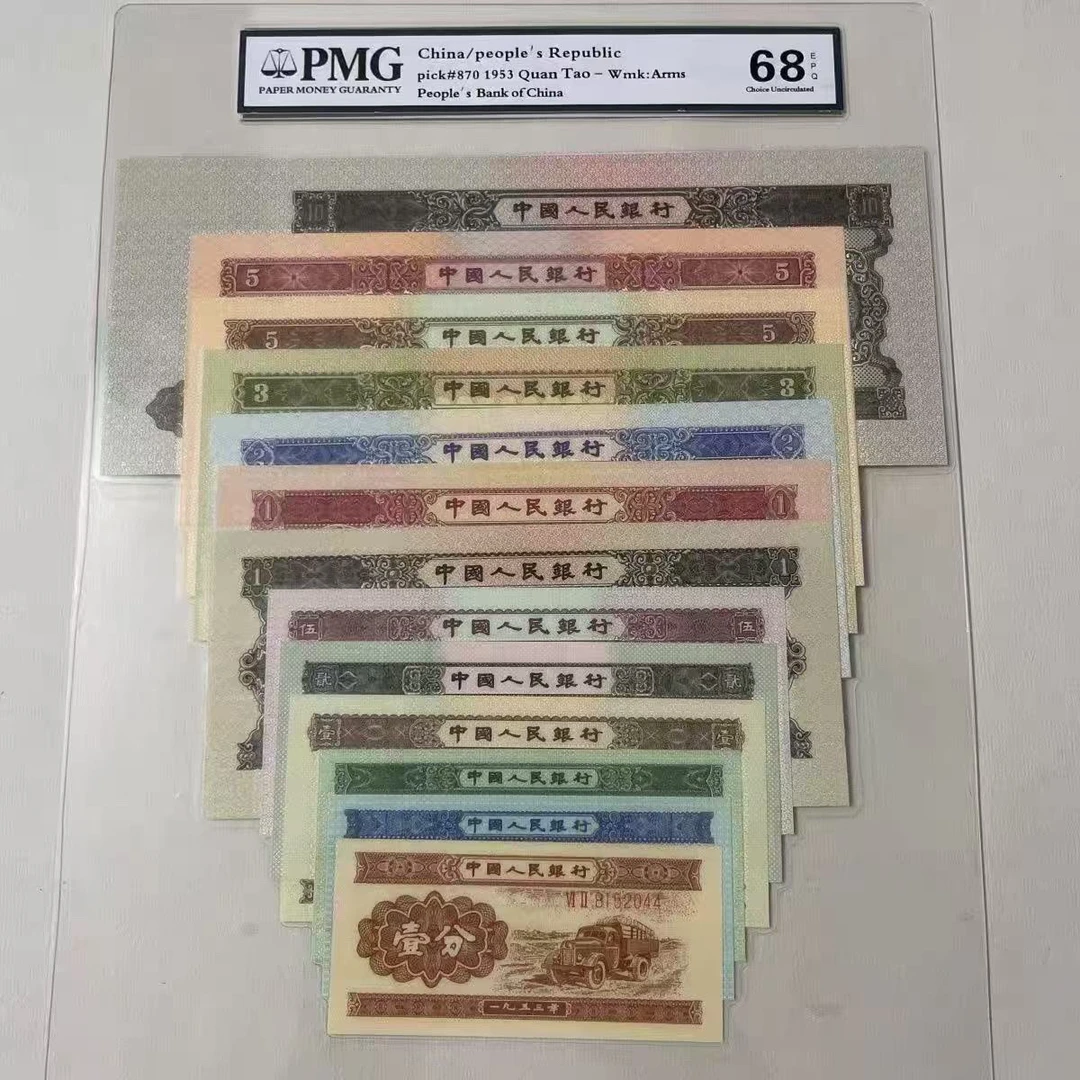 PMG
PAPER MONEY GUARANTY
China/people's Republic
pick#870 1953 Quan Tao - Wmk:Arms
People's Bank of China
68
EPQ
Choice Uncirculated
10 中國人民銀行 10
5 中國人民銀行 5
5 中國人民銀行 5
3 中國人民銀行 3
2 中國人民銀行 2
1 中國人民銀行 1
1 中國人民銀行 1
伍 中國人民銀行 伍
貳 中國人民銀行 貳
壹 中國人民銀行 壹
中國人民銀行
中國人民銀行
中國人民銀行
VI II 8182044
壹分
一九五三年